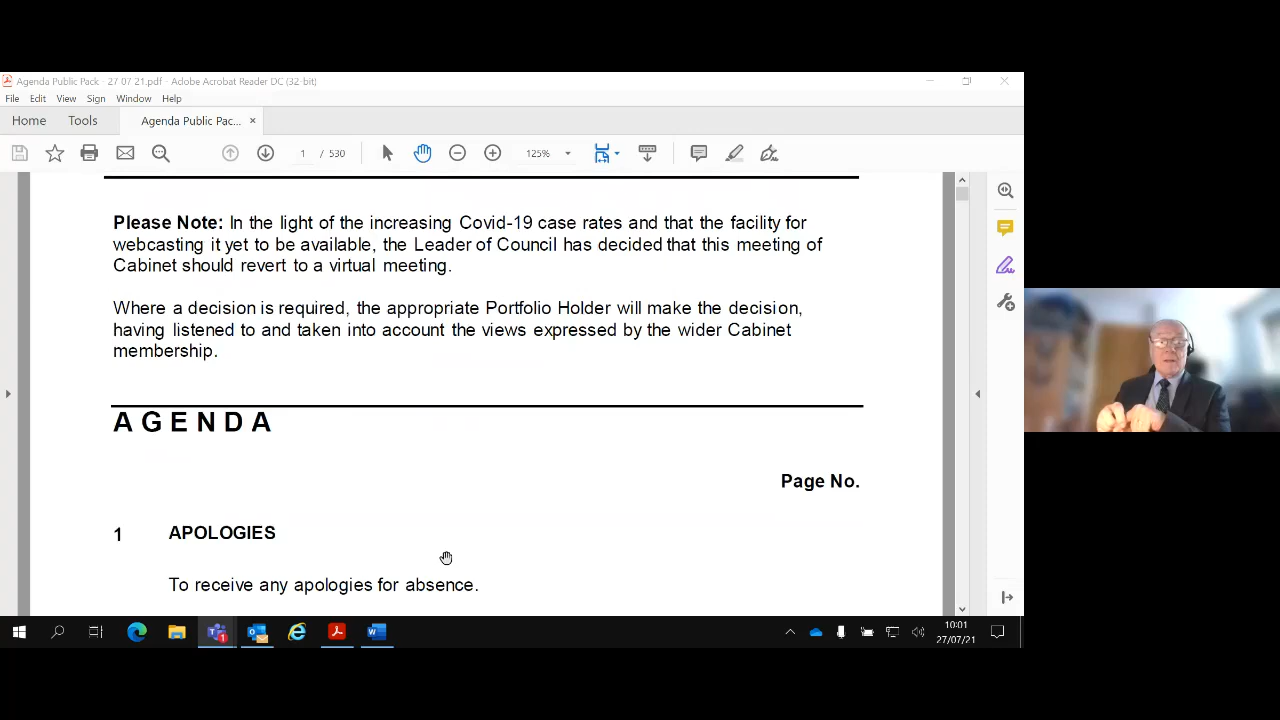 Agenda Public Pack - 27 07 21.pdf - Adobe Acrobat Reader DC (32-bit)
File Edit View Sign Window Help
Home Tools Agenda Public Pac... ×
1 / 530 125%
Please Note: In the light of the increasing Covid-19 case rates and that the facility for
webcasting it yet to be available, the Leader of Council has decided that this meeting of
Cabinet should revert to a virtual meeting.
Where a decision is required, the appropriate Portfolio Holder will make the decision,
having listened to and taken into account the views expressed by the wider Cabinet
membership.
A G E N D A
Page No.
1 APOLOGIES
To receive any apologies for absence.
10:01
27/07/21